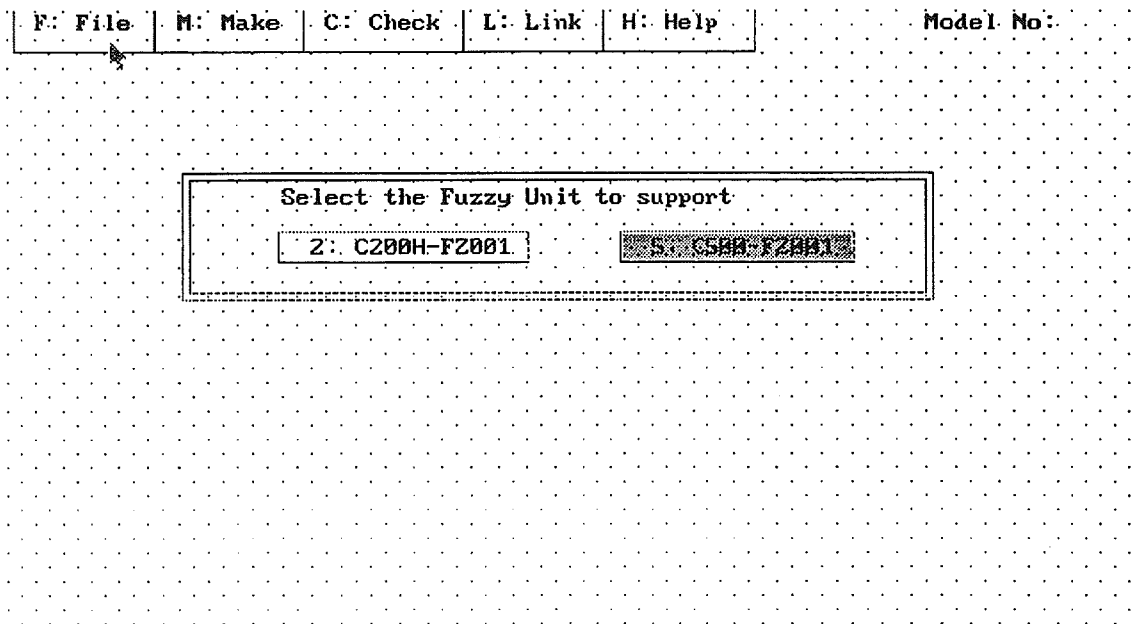 F: File M: Make C: Check L: Link H: Help Model No:
Select the Fuzzy Unit to support
2: C200H-FZ001 5: C500-FZ001